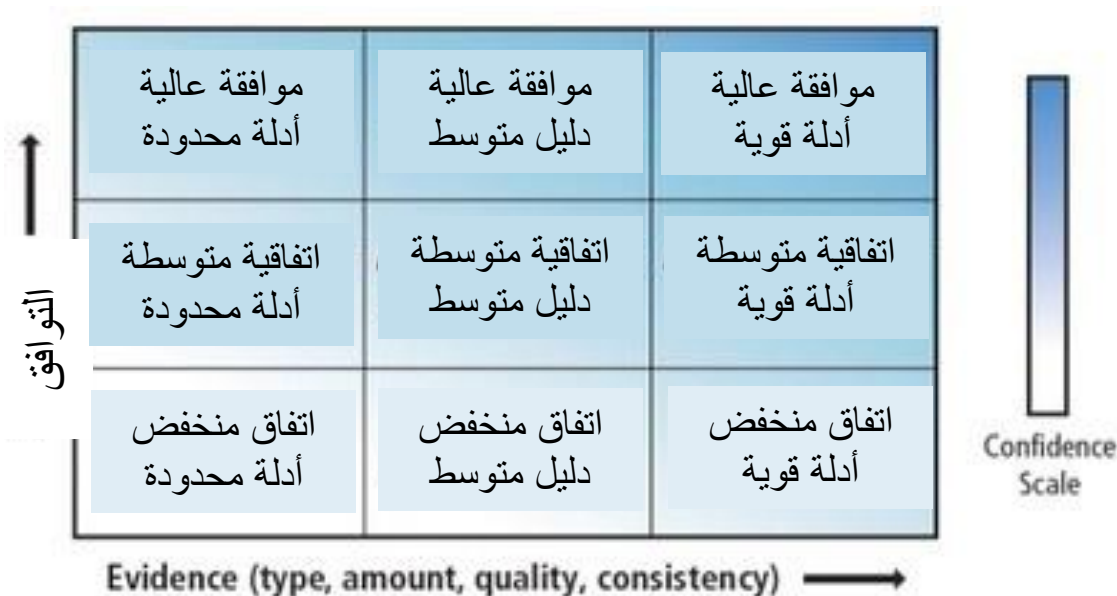 موافقة عالية
أدلة محدودة
موافقة عالية
دليل متوسط
موافقة عالية
أدلة قوية
اتفاقية متوسطة
أدلة محدودة
اتفاقية متوسطة
دليل متوسط
اتفاقية متوسطة
أدلة قوية
اتفاق منخفض
أدلة محدودة
اتفاق منخفض
دليل متوسط
اتفاق منخفض
أدلة قوية
التوافق
Evidence (type, amount, quality, consistency)
Confidence
Scale